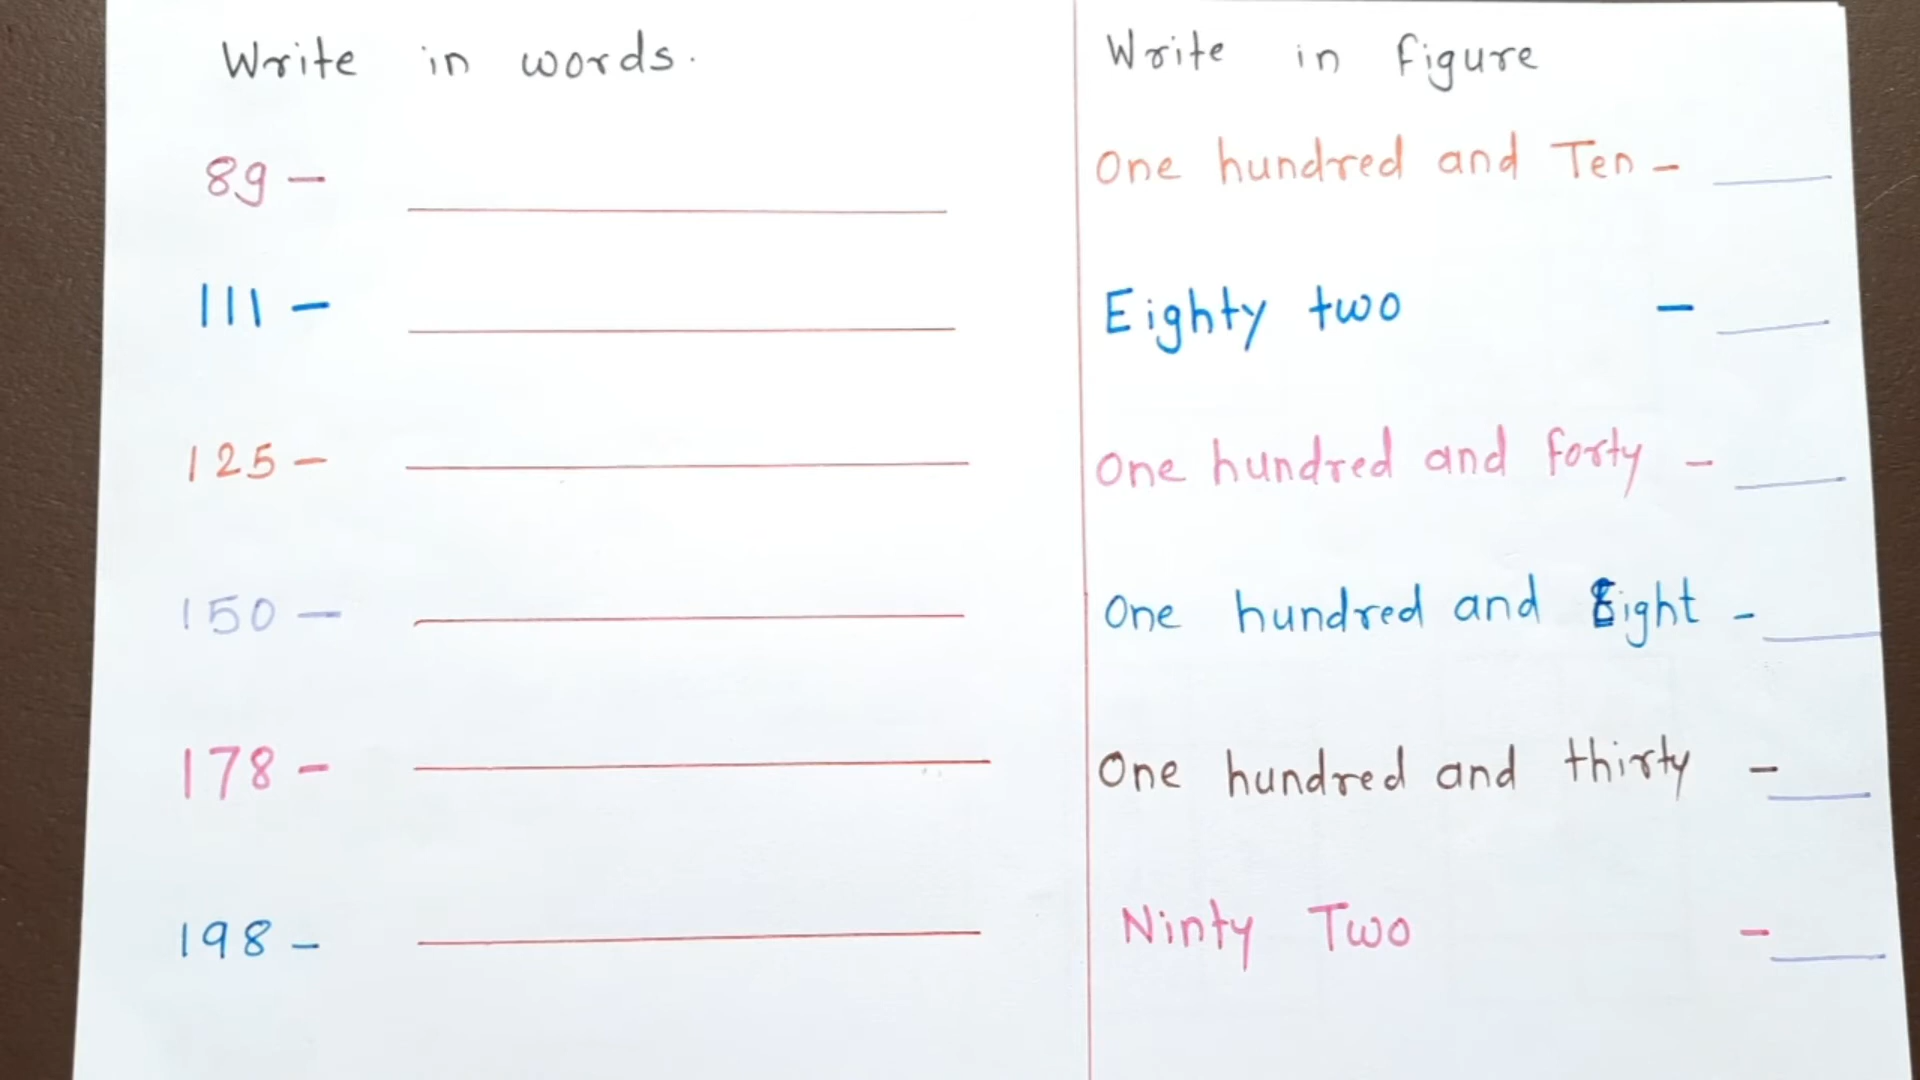 Write in words.
89 -
111 -
125 -
150 -
178 -
198 -
Write in figure
One hundred and Ten -
Eighty two -
One hundred and forty -
One hundred and Eight -
One hundred and thirty -
Ninty Two -